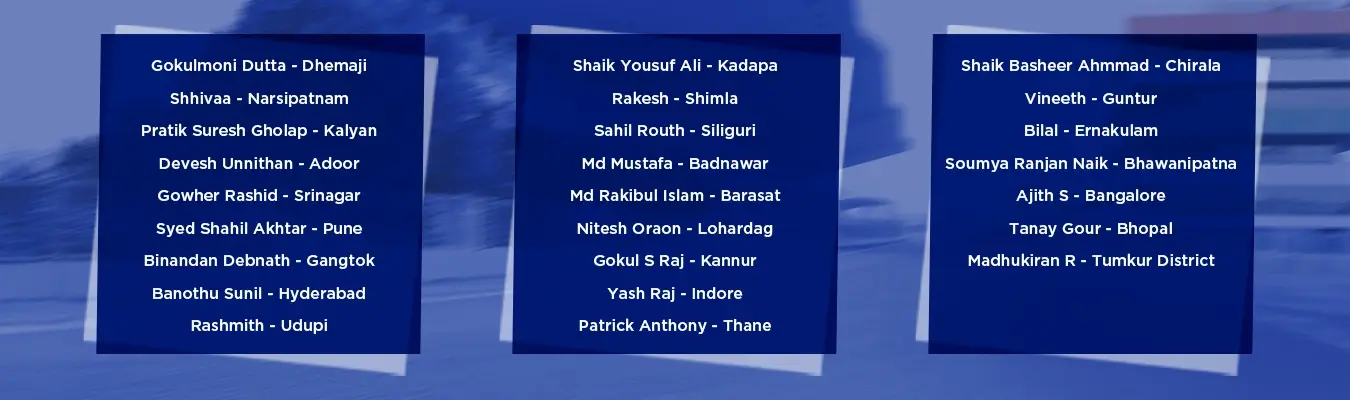 Gokulmoni Dutta - Dhemaji
Shhivaa - Narsipatnam
Pratik Suresh Gholap - Kalyan
Devesh Unnithan - Adoor
Gowher Rashid - Srinagar
Syed Shahil Akhtar - Pune
Binandan Debnath - Gangtok
Banothu Sunil - Hyderabad
Rashmith - Udupi
Shaik Yousuf Ali - Kadapa
Rakesh - Shimla
Sahil Routh - Siliguri
Md Mustafa - Badnawar
Md Rakibul Islam - Barasat
Nitesh Oraon - Lohardag
Gokul S Raj - Kannur
Yash Raj - Indore
Patrick Anthony - Thane
Shaik Basheer Ahmmad - Chirala
Vineeth - Guntur
Bilal - Ernakulam
Soumya Ranjan Naik - Bhawanipatna
Ajith S - Bangalore
Tanay Gour - Bhopal
Madhukiran R - Tumkur District